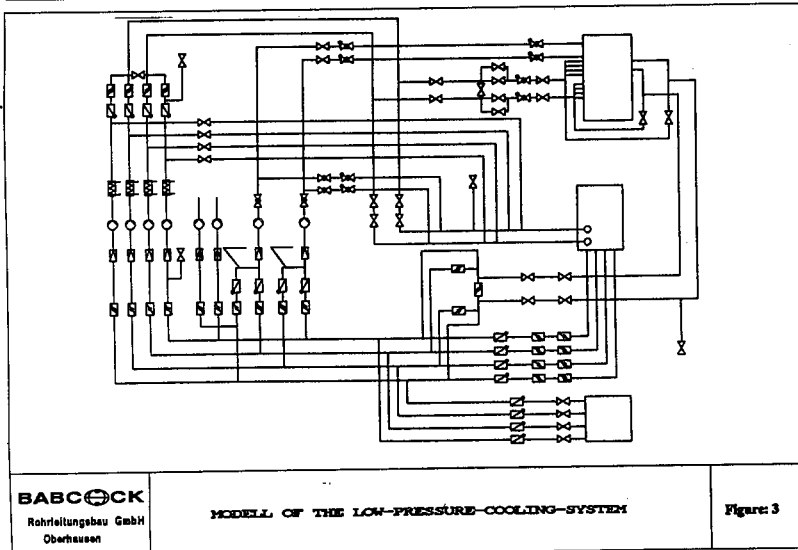 BABCOCK
Rohrleitungsbau GmbH
Oberhausen
MODELL OF THE LOW-PRESSURE-COOLING-SYSTEM
Figure: 3